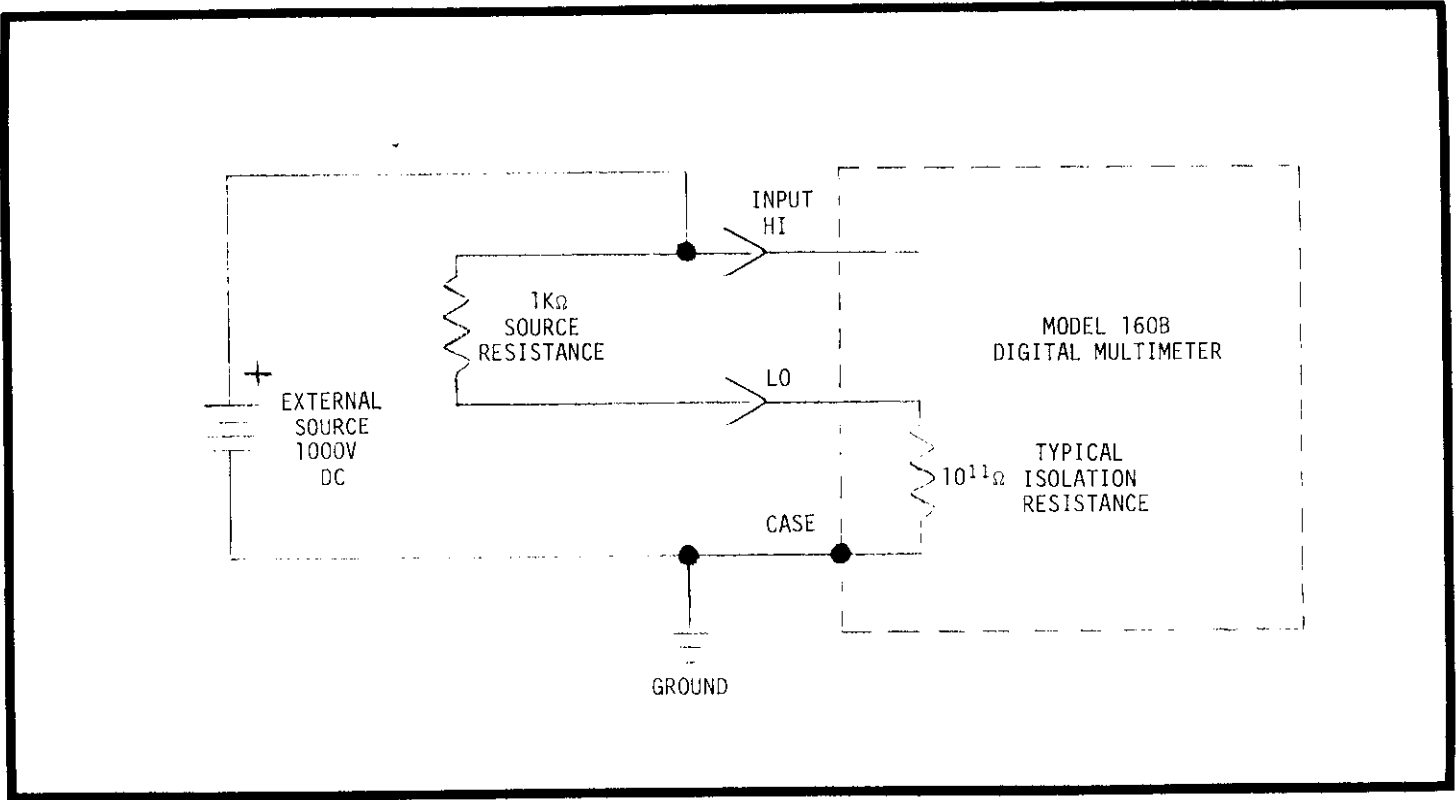 INPUT
HI
1KΩ
SOURCE
RESISTANCE
MODEL 160B
DIGITAL MULTIMETER
LO
+
EXTERNAL
SOURCE
1000V
DC
10¹¹Ω
TYPICAL
ISOLATION
RESISTANCE
CASE
GROUND